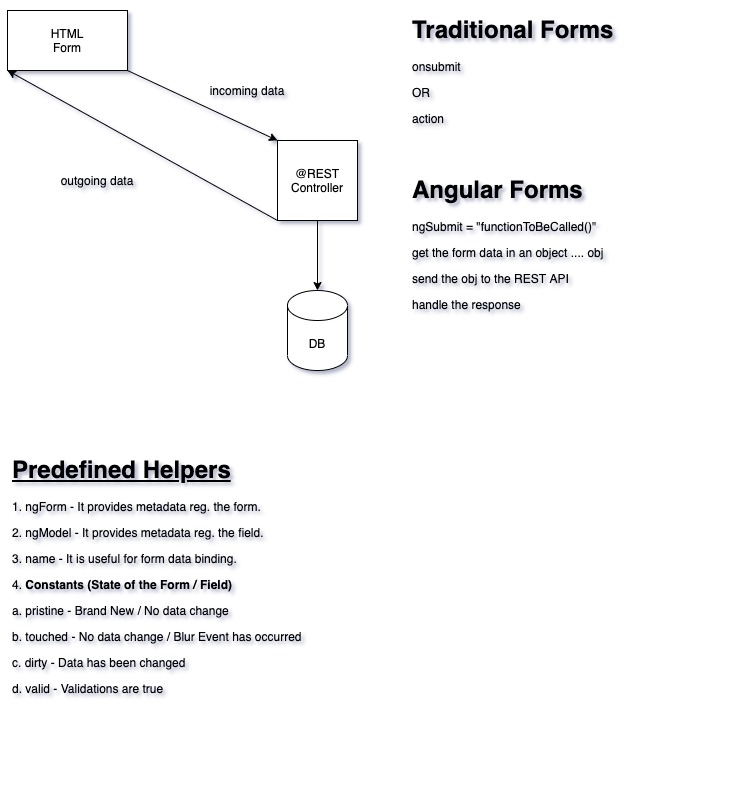 HTML
Form
incoming data
@REST
Controller
outgoing data
DB
Traditional Forms
onsubmit
OR
action
Angular Forms
ngSubmit = "functionToBeCalled()"
get the form data in an object .... obj
send the obj to the REST API
handle the response
Predefined Helpers
1. ngForm - It provides metadata reg. the form.
2. ngModel - It provides metadata reg. the field.
3. name - It is useful for form data binding.
4. Constants (State of the Form / Field)
a. pristine - Brand New / No data change
b. touched - No data change / Blur Event has occurred
c. dirty - Data has been changed
d. valid - Validations are true